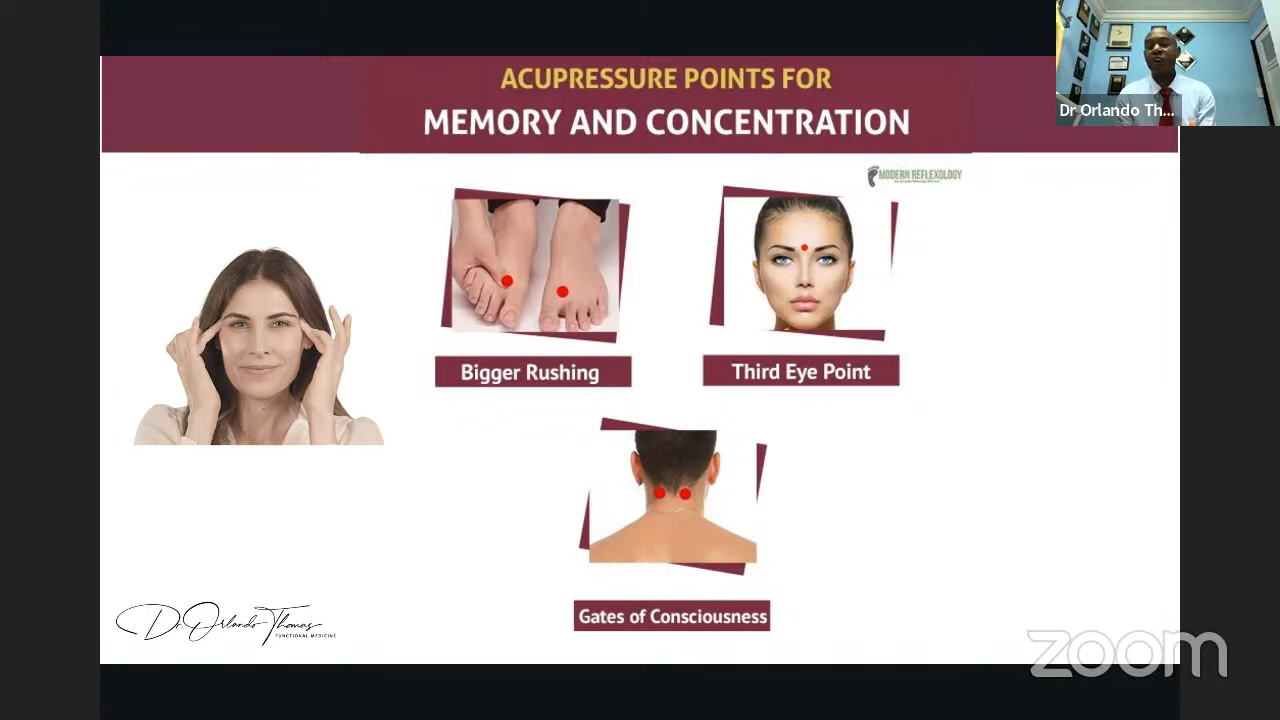 ACUPRESSURE POINTS FOR
MEMORY AND CONCENTRATION
Dr Orlando Th...
MODERN REFLEXOLOGY
Bigger Rushing
Third Eye Point
Gates of Consciousness
Dr. Orlando Thomas
FUNCTIONAL MEDICINE
zoom